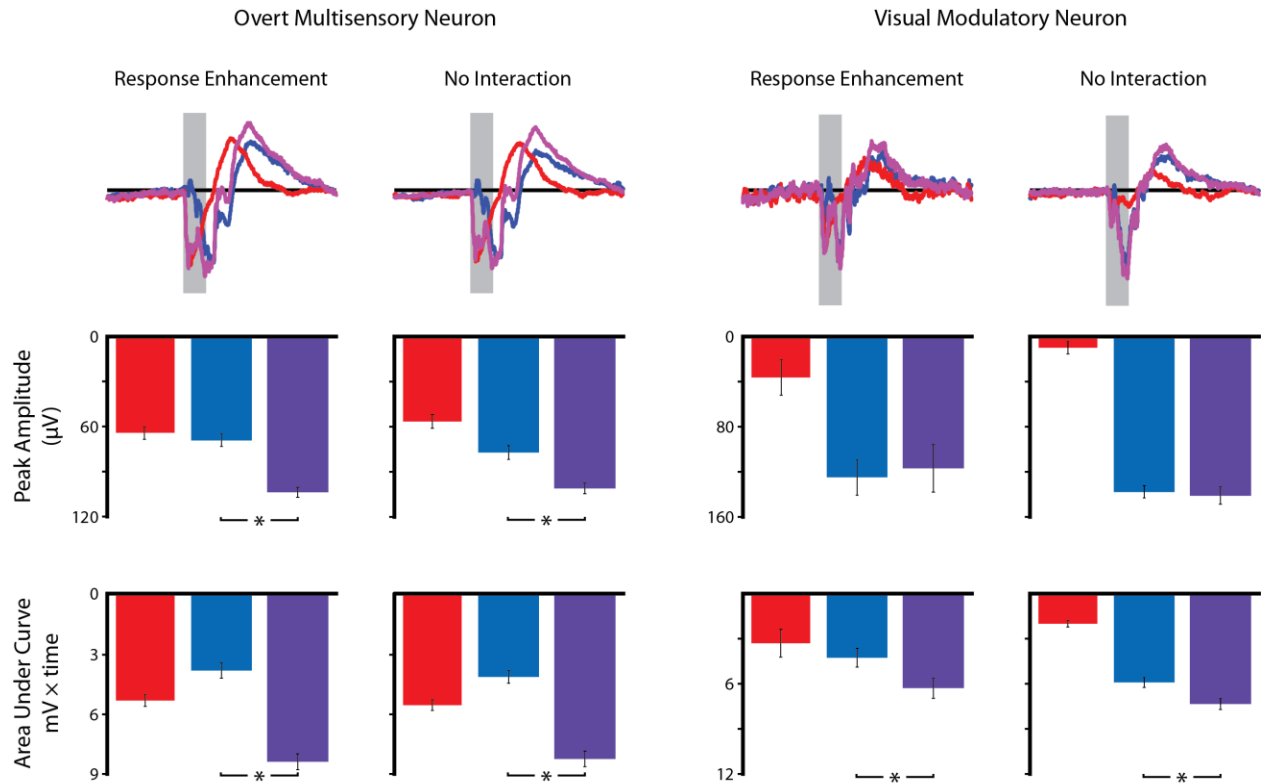 Overt Multisensory Neuron
Visual Modulatory Neuron
Response Enhancement
No Interaction
Response Enhancement
No Interaction
Peak Amplitude
(µV)
0
60
120
*
*
0
80
160
Area Under Curve
mV × time
0
3
6
9
*
*
6
12
*
*